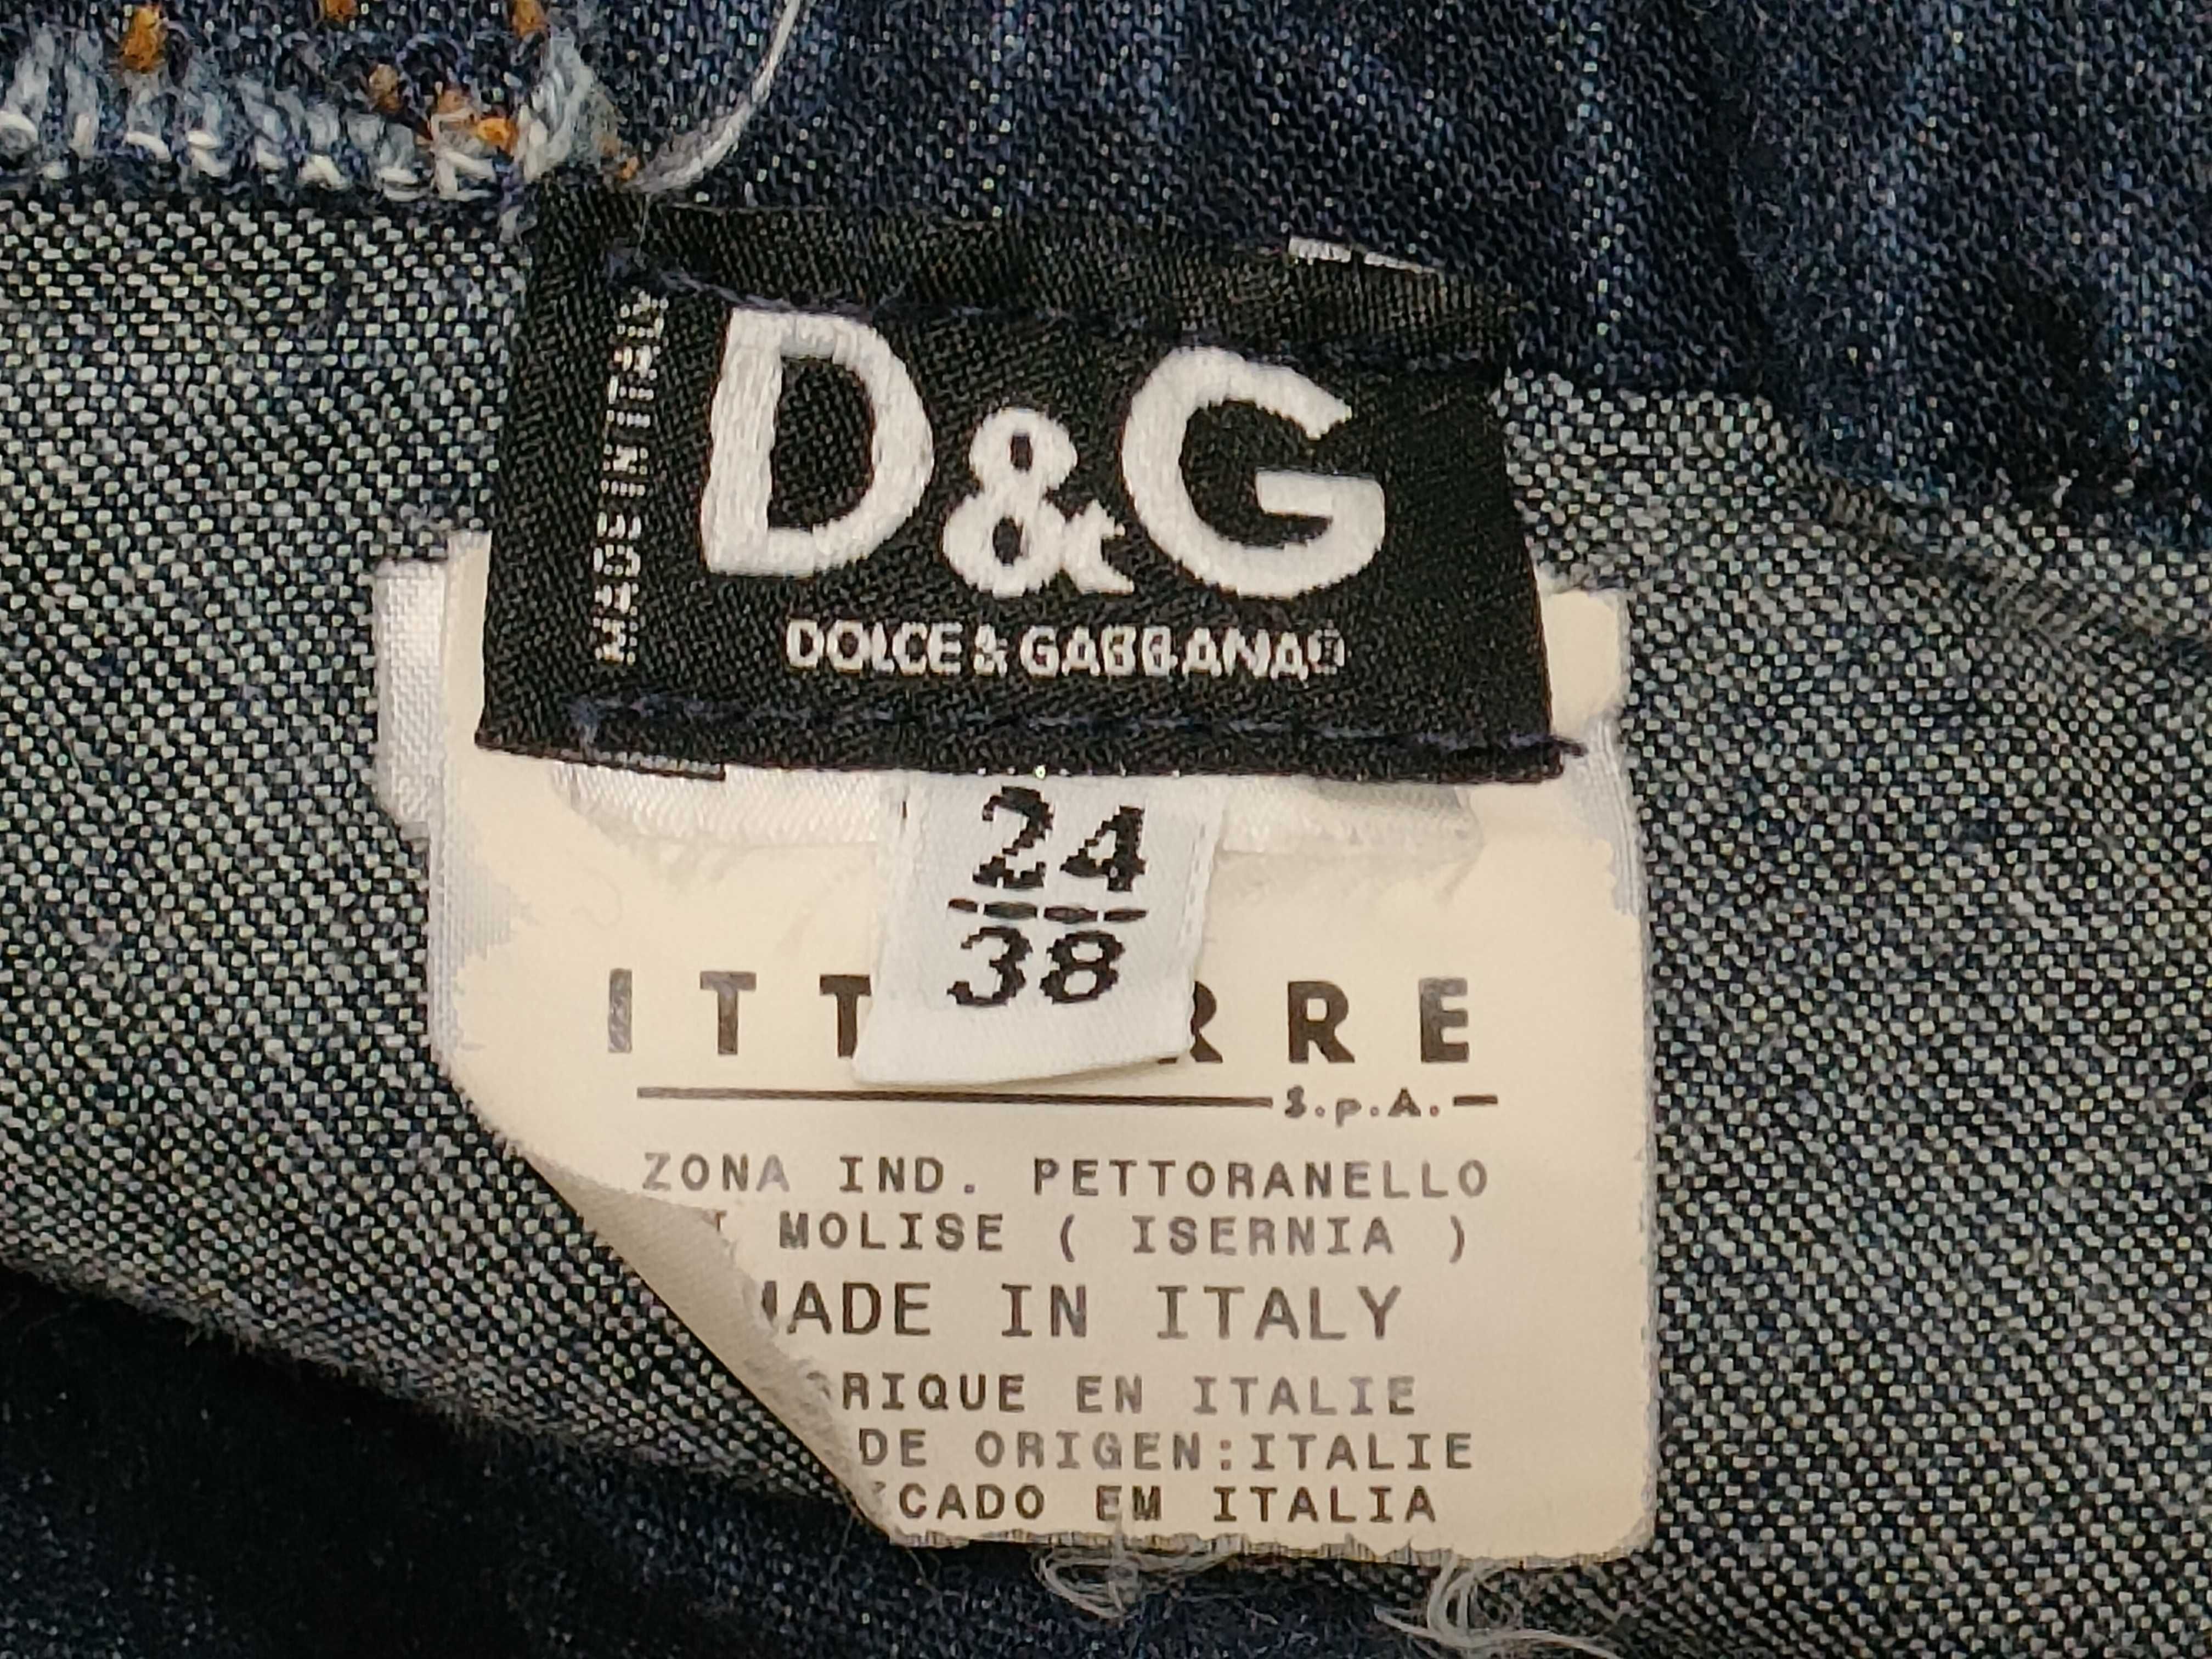 D&G
DOLCE & GABBANA
24
38
ITT RRE
S.p.A.
ZONA IND. PETTORANELLO
MOLISE ( ISERNIA )
MADE IN ITALY
RIQUE EN ITALIE
DE ORIGEN:ITALIE
CADO EM ITALIA